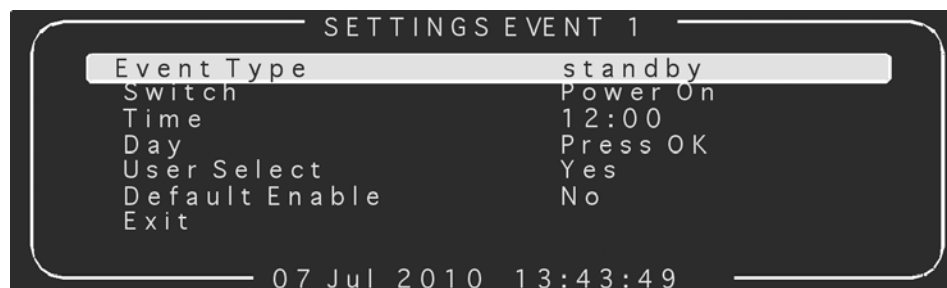 SETTINGS EVENT 1
Event Type standby
Switch Power On
Time 12:00
Day Press OK
User Select Yes
Default Enable No
Exit
07 Jul 2010 13:43:49